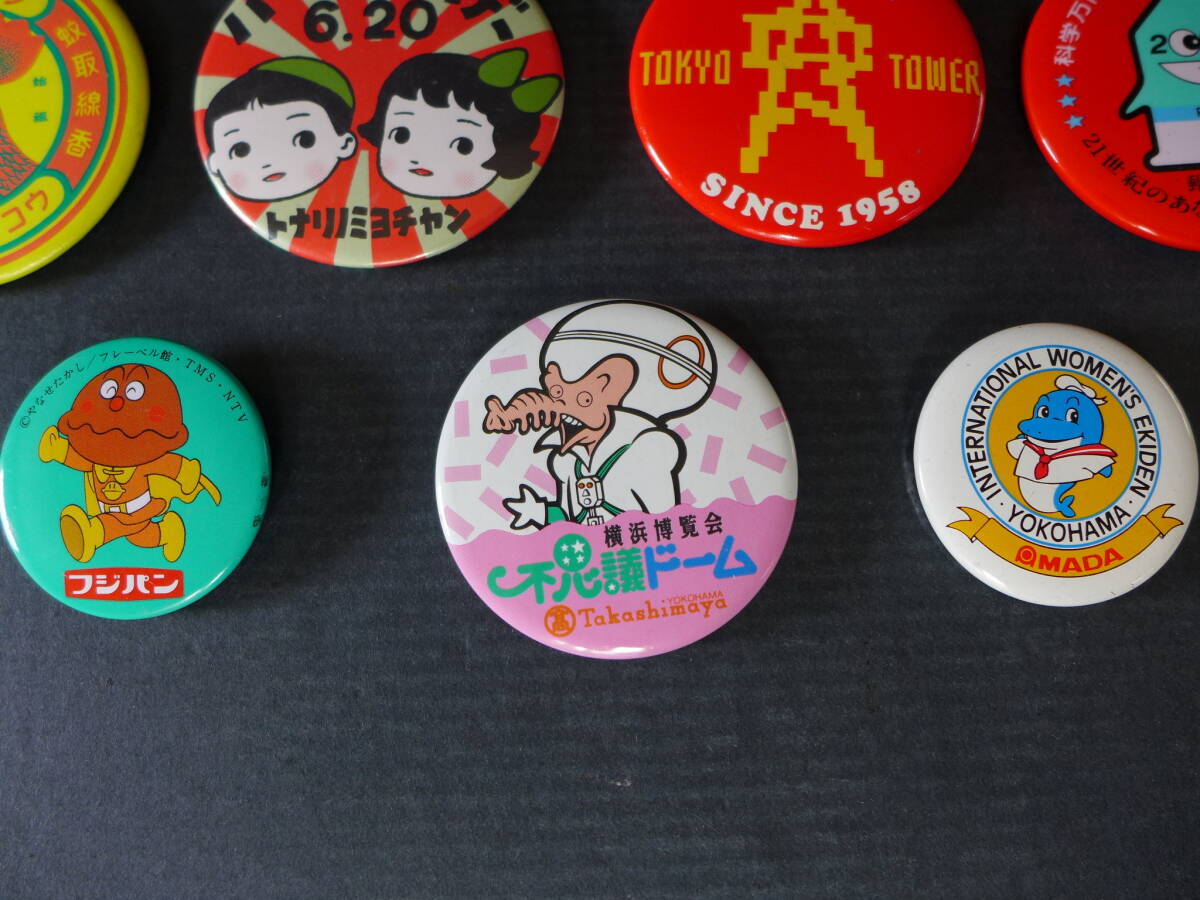 蚊取線香
コウ
6.20
トナリノミヨチャン
TOKYO TOWER
SINCE 1958
科学万
★★★
20
21世紀のあ
©やなせたかし／フレーベル館・TMS・NTV
フジパン
横浜博覧会
不思議ドーム
・YOKOHAMA
髙 Takashimaya
INTERNATIONAL WOMEN'S EKIDEN
・YOKOHAMA・
AMADA